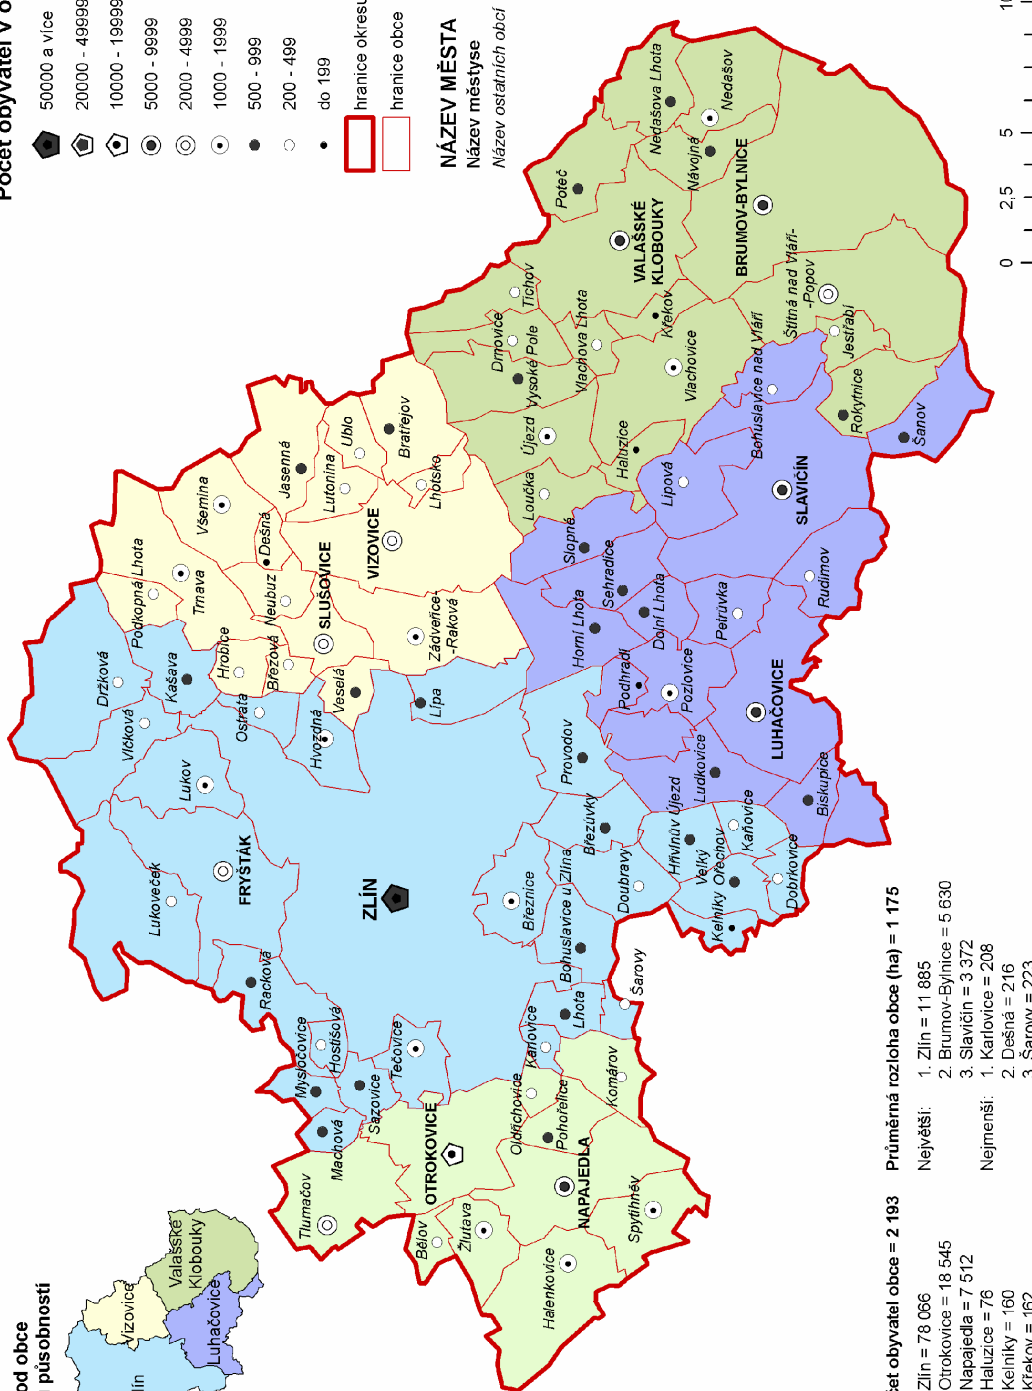 Počet obyvatel v o
50000 a více
20000 - 49999
10000 - 19999
5000 - 9999
2000 - 4999
1000 - 1999
500 - 999
200 - 499
do 199
hranice okresu
hranice obce
NÁZEV MĚSTA
Název městyse
Název ostatních obcí
10
5
2,5
0
Nedašova Lhota
Nedašov
Návojná
Poteč
VALAŠSKÉ
KLOBOUKY
BRUMOV-BYLNICE
Štítná nad Vláří-
-Popov
Jestřabí
Rokytnice
Šanov
Bohuslavice nad Vláří
Tichov
Drnovice
Vysoké Pole
Vlachova Lhota
Křekov
Vlachovice
Újezd
Haluzice
Loučka
Lipová
SLAVIČÍN
Rudimov
Slopné
Sehradice
Dolní Lhota
Horní Lhota
Petrůvka
Podhradí
Pozlovice
LUHAČOVICE
Ludkovice
Biskupice
Ublo
Bratřejov
Jasenná
Lutonina
Lhotsko
VIZOVICE
Všemina
Dešná
Neubuz
SLUŠOVICE
Podkopná Lhota
Trnava
Hrobice
Březová
Zádveřice-
-Raková
Veselá
Držková
Kašava
Vlčková
Ostrata
Hvozdná
Lípa
Lukov
Lukoveček
FRYŠTÁK
ZLÍN
Racková
Provodov
Březůvky
Březnice
Bohuslavice u Zlína
Doubravy
Hřivínův Újezd
Velký
Ořechov
Kaňovice
Dobrkovice
Kelníky
Šarovy
Lhota
Karlovice
Mysločovice
Hostišová
Sazovice
Tečovice
Machová
Tlumačov
OTROKOVICE
Oldřichovice
Pohořelice
Komárov
NAPAJEDLA
Bělov
Žlutava
Halenkovice
Spytihněv
od obce
působností
Valašské
Klobouky
Vizovice
Luhačovice
lín
čet obyvatel obce = 2 193
Zlín = 78 066
Otrokovice = 18 545
Napajedla = 7 512
Haluzice = 76
Kelníky = 160
Křekov = 162
Průměrná rozloha obce (ha) = 1 175
Největší:
1. Zlín = 11 885
2. Brumov-Bylnice = 5 630
3. Slavičín = 3 372
Nejmenší:
1. Karlovice = 208
2. Dešná = 216
3. Šarovy = 223